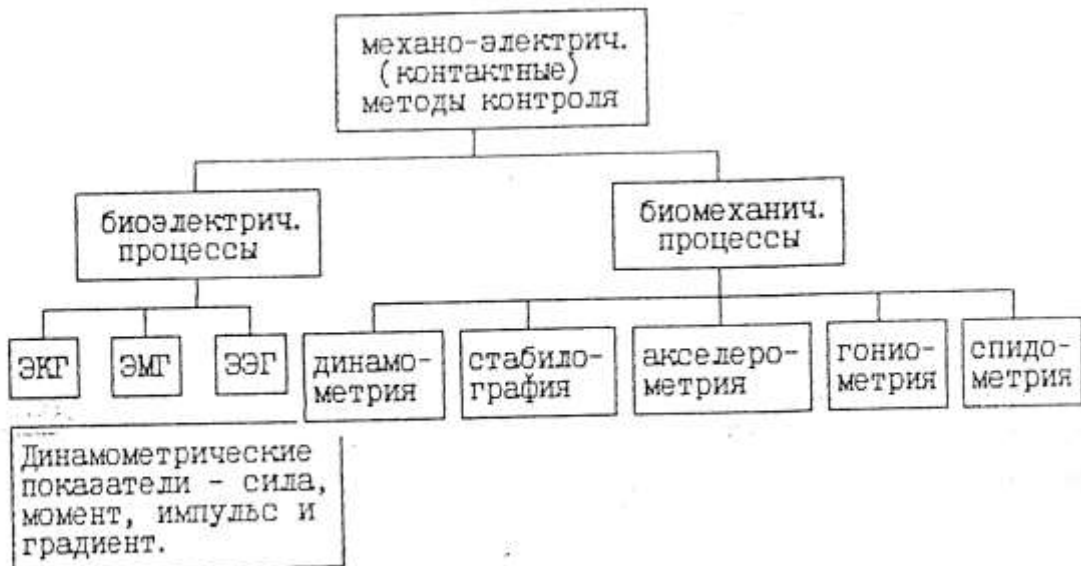 механо-электрич.
(контактные)
методы контроля
биоэлектрич.
процессы
биомеханич.
процессы
ЭКГ
ЭМГ
ЭЭГ
динамо-
метрия
стабило-
графия
акселеро-
метрия
гонио-
метрия
спидо-
метрия
Динамометрические
показатели - сила,
момент, импульс и
градиент.